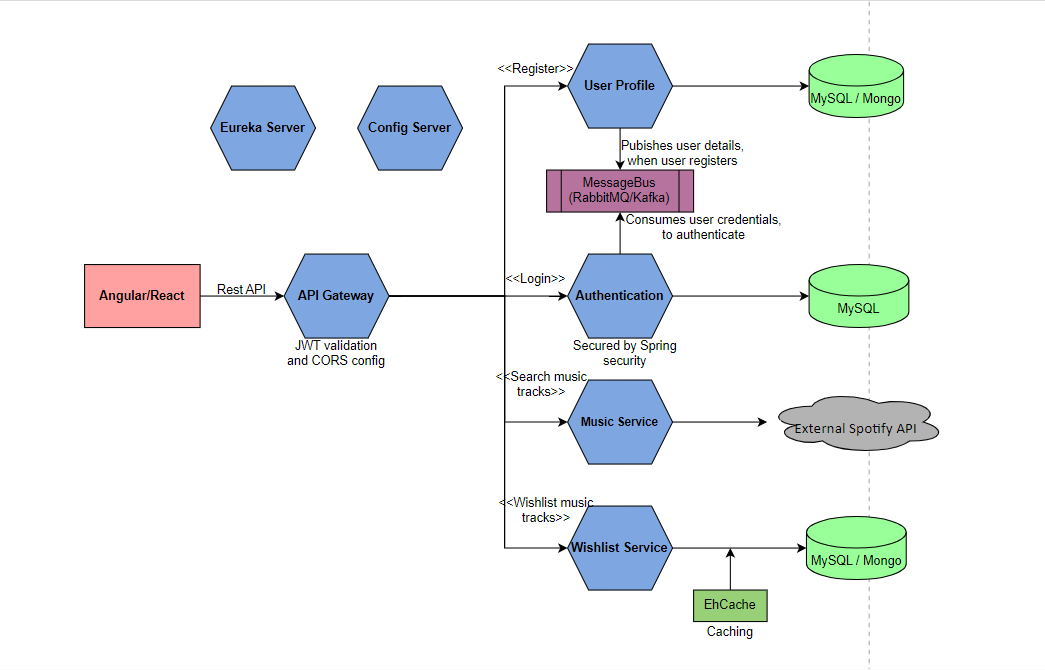 <<Register>>
User Profile
MySQL / Mongo
Eureka Server
Config Server
Pubishes user details,
when user registers
MessageBus
(RabbitMQ/Kafka)
Consumes user credentials,
to authenticate
Angular/React
Rest API
API Gateway
JWT validation
and CORS config
<<Login>>
Authentication
Secured by Spring
security
MySQL
<<Search music
tracks>>
Music Service
External Spotify API
<<Wishlist music
tracks>>
Wishlist Service
MySQL / Mongo
EhCache
Caching